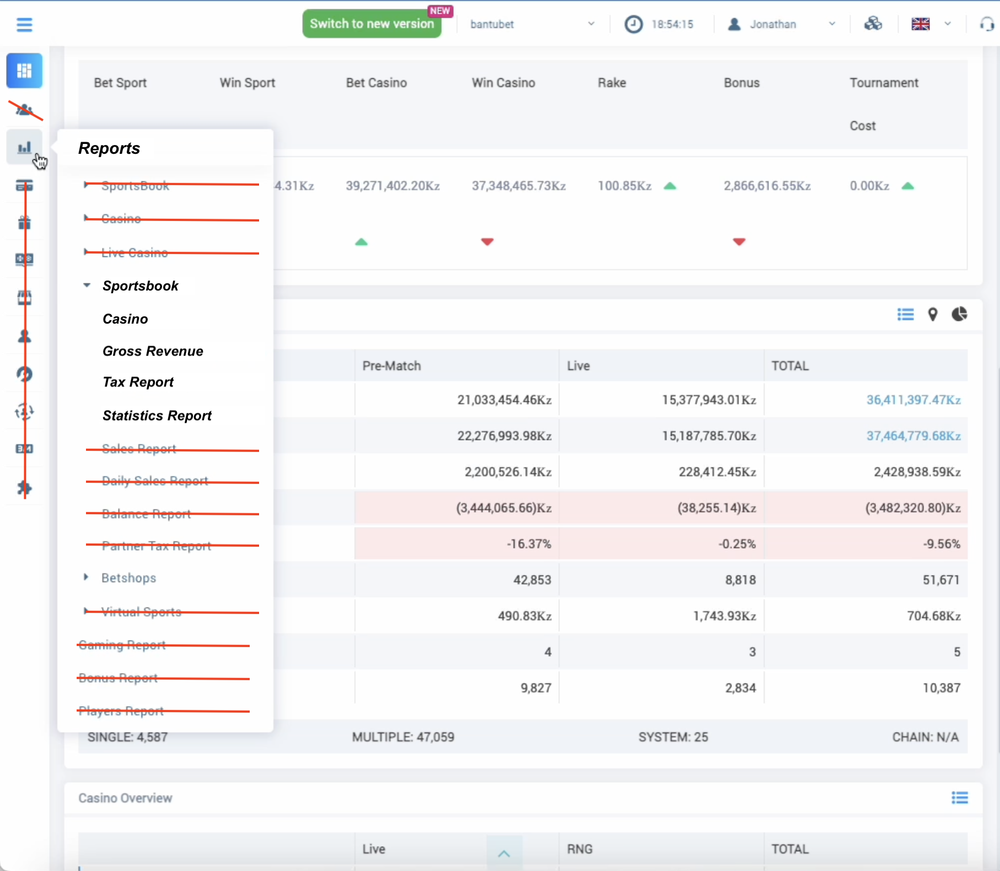 NEW
Switch to new version
bantubet
18:54:15
Jonathan
Bet Sport Win Sport Bet Casino Win Casino Rake Bonus Tournament
Cost
Reports
SportsBook
4.31Kz 39,271,402.20Kz 37,348,465.73Kz 100.85Kz 2,866,616.55Kz 0.00Kz
Casino
Live Casino
Sportsbook
Casino
Gross Revenue
Tax Report
Statistics Report
Sales Report
Daily Sales Report
Balance Report
Partner Tax Report
Betshops
Virtual Sports
Gaming Report
Bonus Report
Players Report
Pre-Match Live TOTAL
21,033,454.46Kz 15,377,943.01Kz 36,411,397.47Kz
22,276,993.98Kz 15,187,785.70Kz 37,464,779.68Kz
2,200,526.14Kz 228,412.45Kz 2,428,938.59Kz
(3,444,065.66)Kz (38,255.14)Kz (3,482,320.80)Kz
-16.37% -0.25% -9.56%
42,853 8,818 51,671
490.83Kz 1,743.93Kz 704.68Kz
4 3 5
9,827 2,834 10,387
SINGLE: 4,587 MULTIPLE: 47,059 SYSTEM: 25 CHAIN: N/A
Casino Overview
Live RNG TOTAL